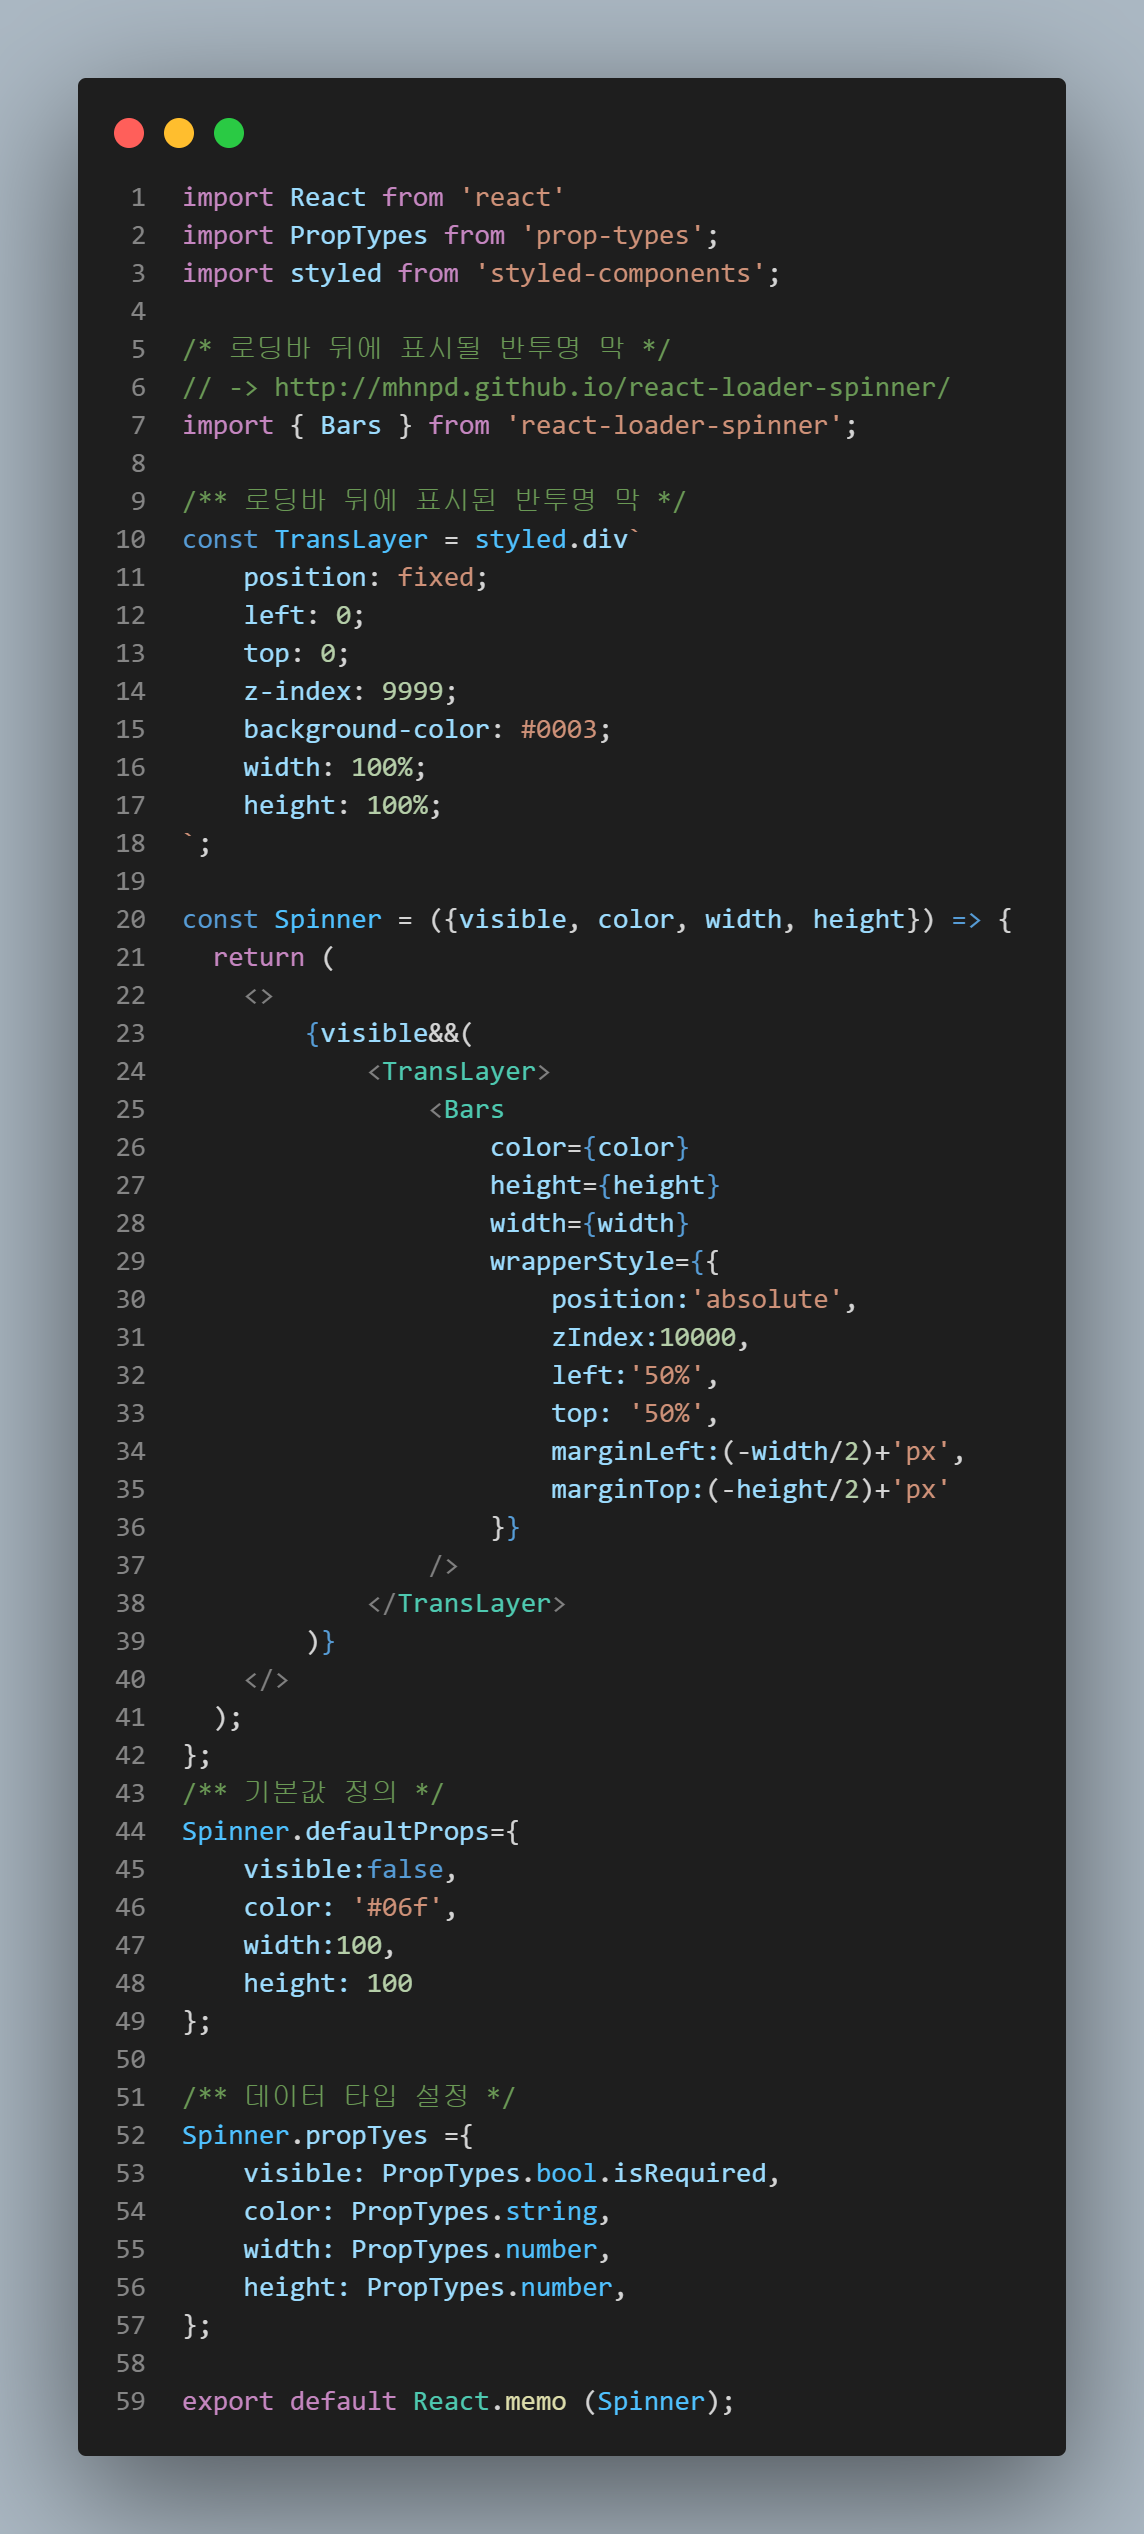 1 import React from 'react'
2 import PropTypes from 'prop-types';
3 import styled from 'styled-components';
4
5 /* 로딩바 뒤에 표시될 반투명 막 */
6 // -> http://mhnpd.github.io/react-loader-spinner/
7 import { Bars } from 'react-loader-spinner';
8
9 /** 로딩바 뒤에 표시된 반투명 막 */
10 const TransLayer = styled.div`
11     position: fixed;
12     left: 0;
13     top: 0;
14     z-index: 9999;
15     background-color: #0003;
16     width: 100%;
17     height: 100%;
18 `;
19
20 const Spinner = ({visible, color, width, height}) => {
21   return (
22     <>
23         {visible&&(
24             <TransLayer>
25                 <Bars
26                     color={color}
27                     height={height}
28                     width={width}
29                     wrapperStyle={{
30                         position:'absolute',
31                         zIndex:10000,
32                         left:'50%',
33                         top: '50%',
34                         marginLeft:(-width/2)+'px',
35                         marginTop:(-height/2)+'px'
36                     }}
37                 />
38             </TransLayer>
39         )}
40     </>
41   );
42 };
43 /** 기본값 정의 */
44 Spinner.defaultProps={
45     visible:false,
46     color: '#06f',
47     width:100,
48     height: 100
49 };
50
51 /** 데이터 타입 설정 */
52 Spinner.propTyes ={
53     visible: PropTypes.bool.isRequired,
54     color: PropTypes.string,
55     width: PropTypes.number,
56     height: PropTypes.number,
57 };
58
59 export default React.memo (Spinner);